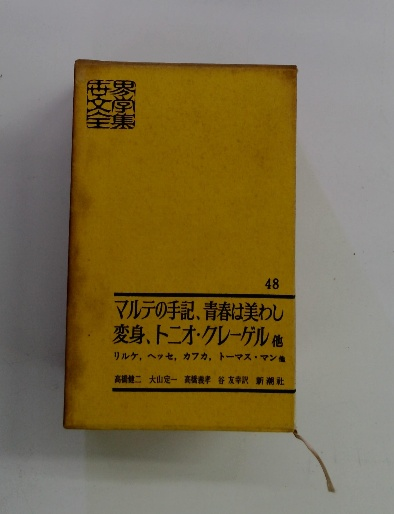 世界
文学
全集
48
マルテの手記、青春は美わし
変身、トニオ・クレーゲル 他
リルケ, ヘッセ, カフカ, トーマス・マン 他
高橋健二 大山定一 高橋義孝 谷 友幸訳 新潮社